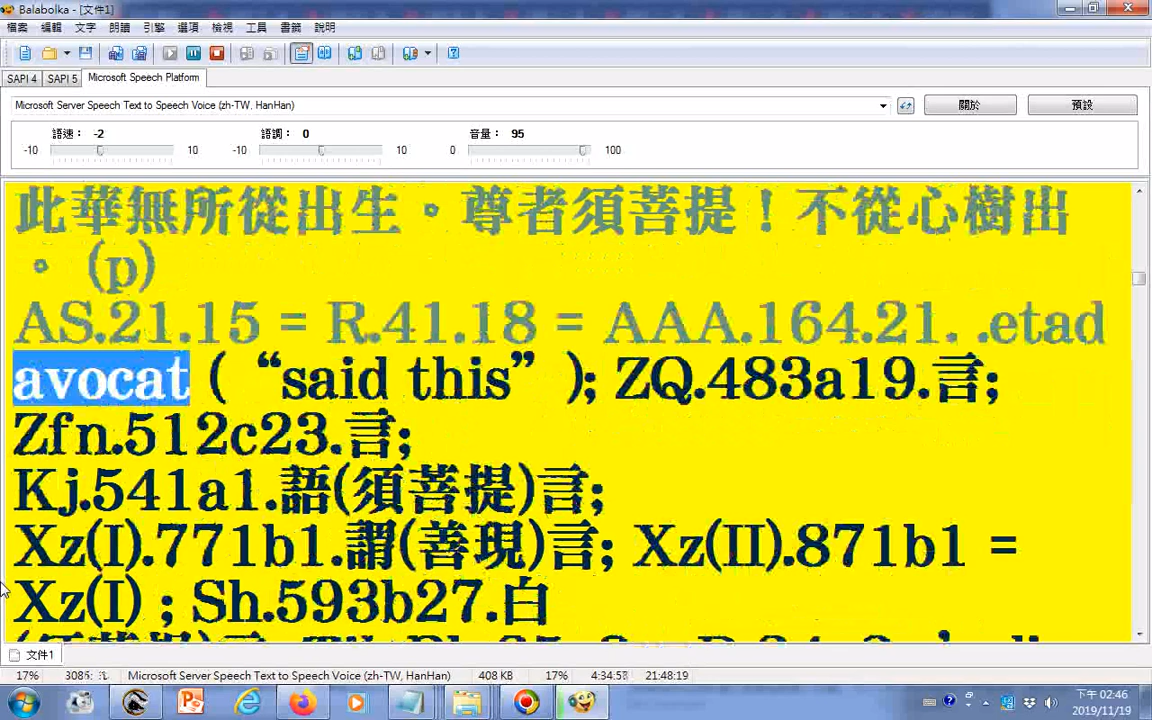 Balabolka - [文件1]
檔案 編輯 文字 朗讀 引擎 選項 檢視 工具 書籤 說明
SAPI 4 SAPI 5 Microsoft Speech Platform
Microsoft Server Speech Text to Speech Voice (zh-TW, HanHan)
關於 預設
語速： -2 語調： 0 音量： 95
-10 10 -10 10 0 100
此華無所從出生。尊者須菩提！不從心樹出
。 (p)
AS.21.15 = R.41.18 = AAA.164.21. .etad
avocat (“said this”); ZQ.483a19.言;
Zfn.512c23.言;
Kj.541a1.語(須菩提)言;
Xz(I).771b1.謂(善現)言; Xz(II).871b1 =
Xz(I) ; Sh.593b27.白
文件1
17% Microsoft Server Speech Text to Speech Voice (zh-TW, HanHan) 408 KB 17% 21:48:19
下午 02:46
2019/11/19